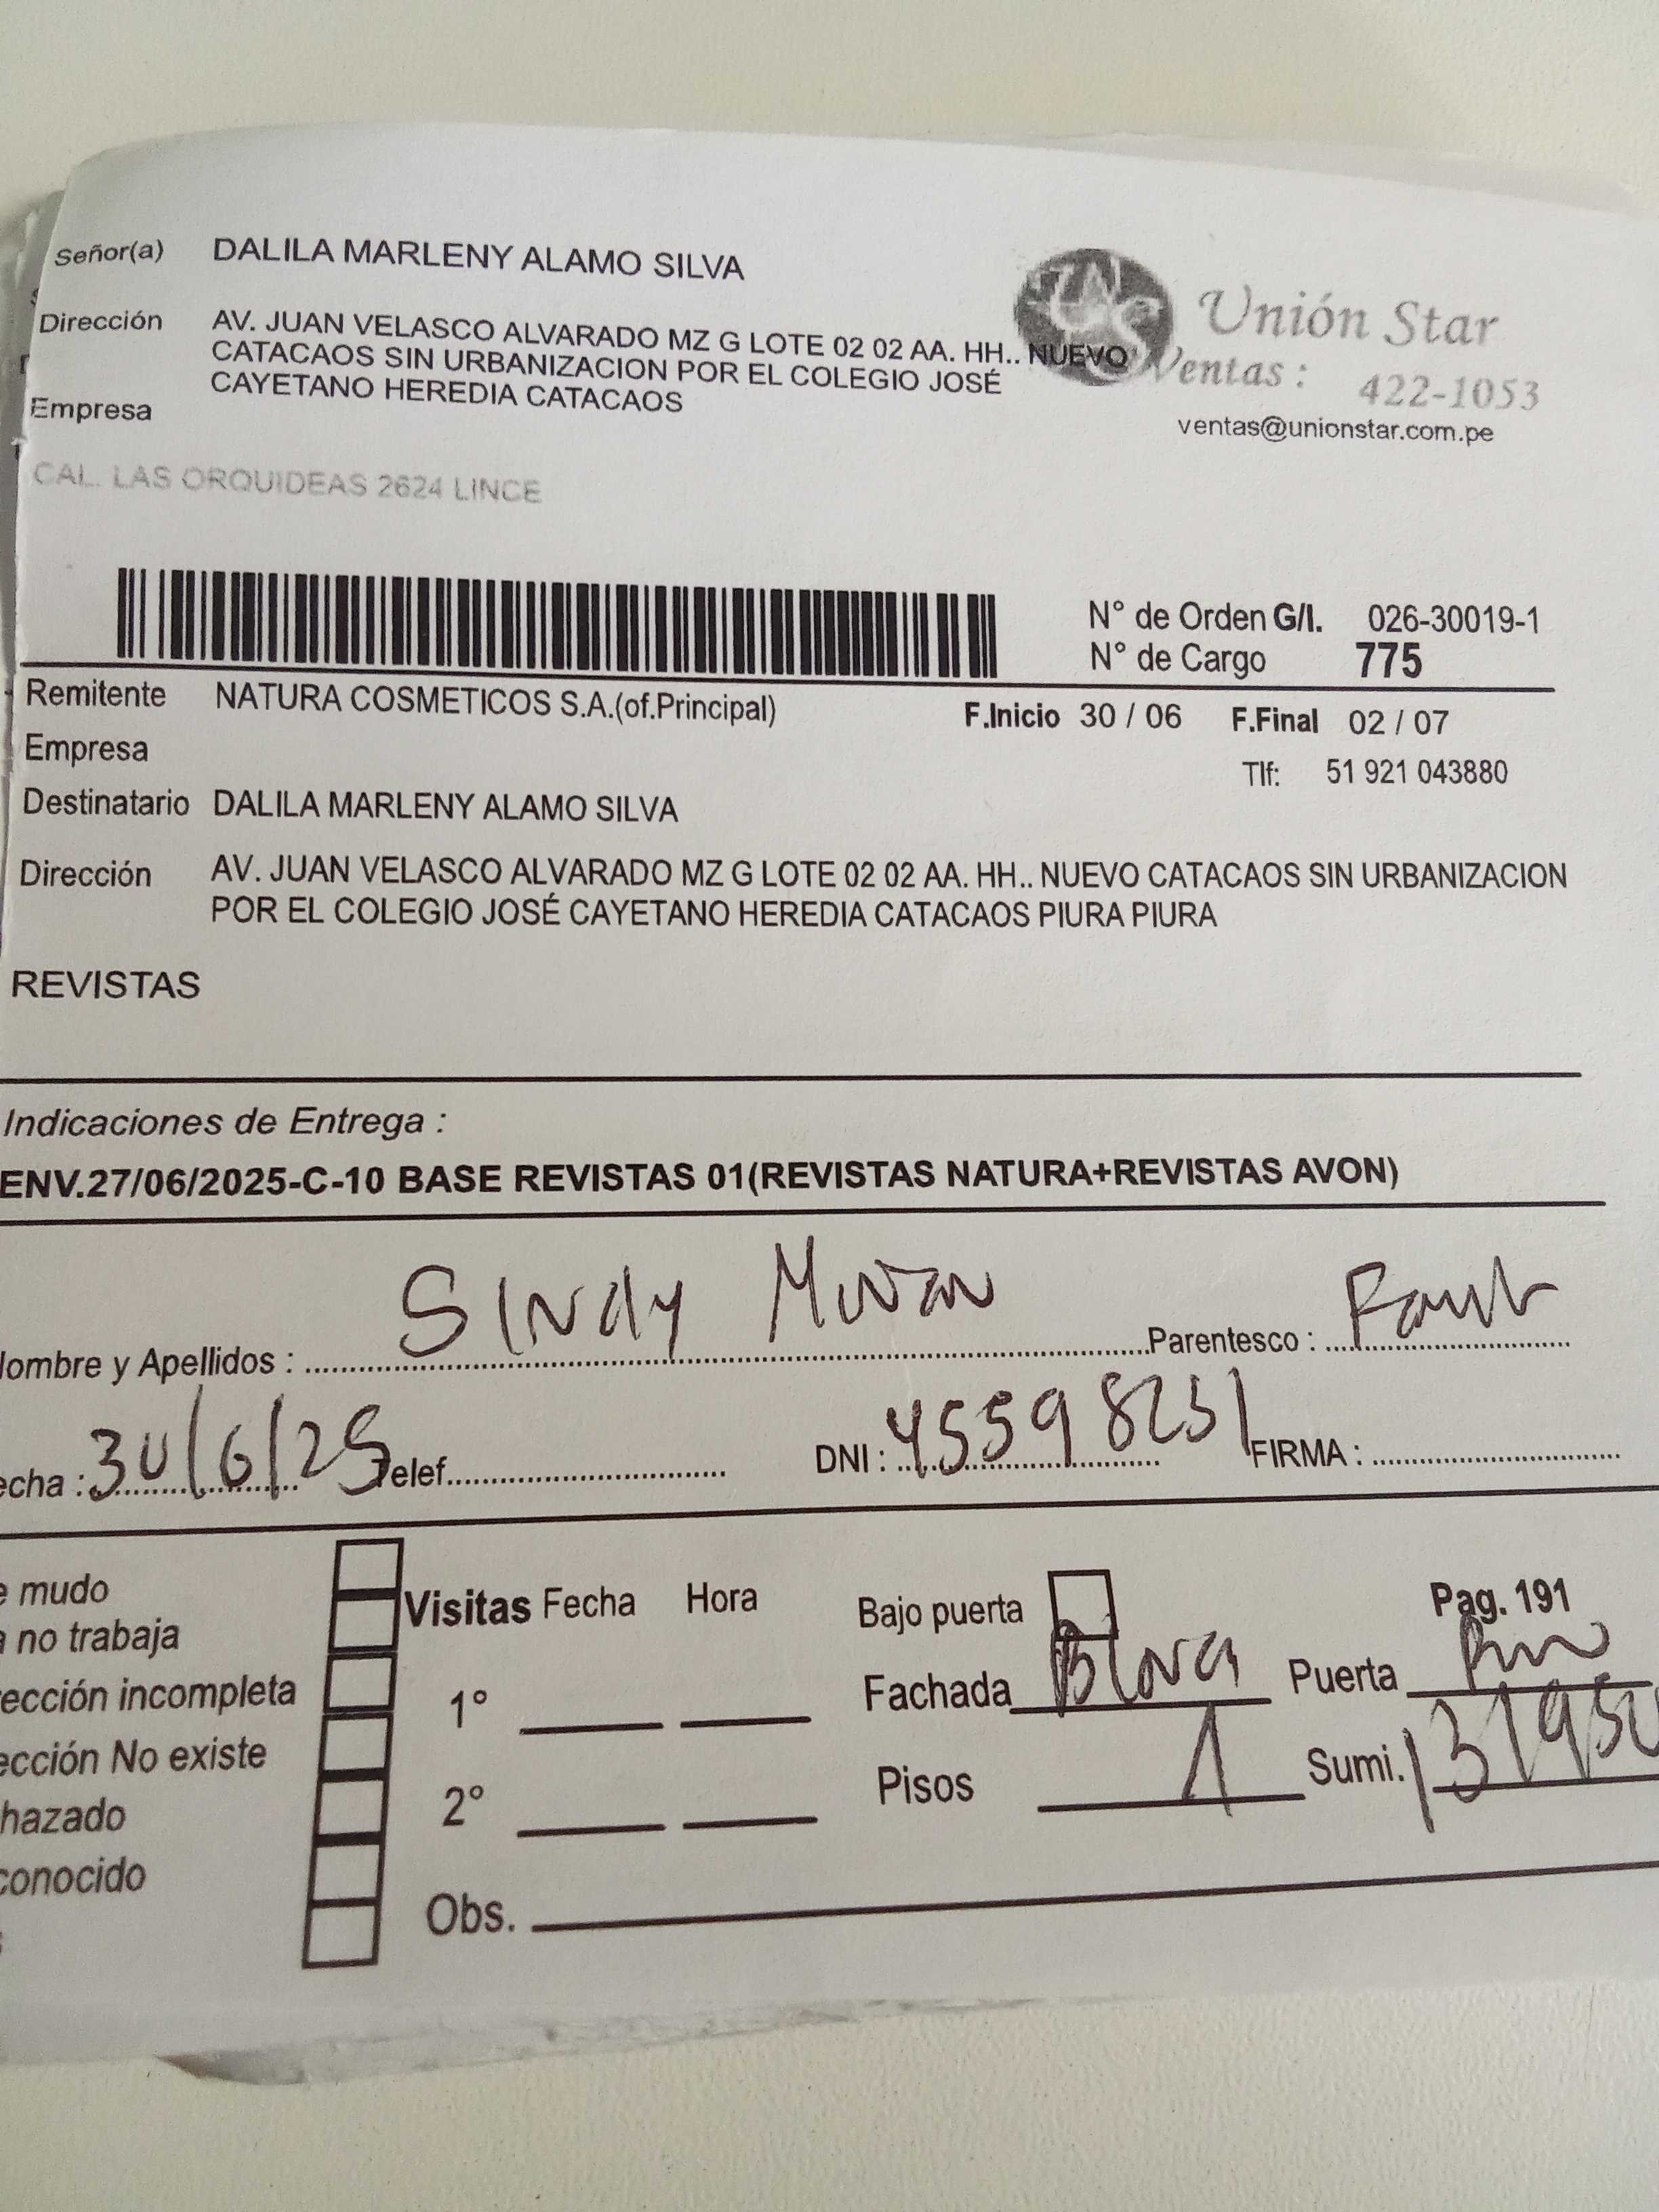 Señor(a) DALILA MARLENY ALAMO SILVA
Dirección AV. JUAN VELASCO ALVARADO MZ G LOTE 02 02 AA. HH.. NUEVO
CATACAOS SIN URBANIZACION POR EL COLEGIO JOSÉ
CAYETANO HEREDIA CATACAOS
Empresa
Unión Star
Ventas : 422-1053
ventas@unionstar.com.pe
CAL. LAS ORQUIDEAS 2624 LINCE
N° de Orden G/I. 026-30019-1
N° de Cargo 775
Remitente NATURA COSMETICOS S.A.(of.Principal)
F.Inicio 30 / 06 F.Final 02 / 07
Empresa
Tlf: 51 921 043880
Destinatario DALILA MARLENY ALAMO SILVA
Dirección AV. JUAN VELASCO ALVARADO MZ G LOTE 02 02 AA. HH.. NUEVO CATACAOS SIN URBANIZACION
POR EL COLEGIO JOSÉ CAYETANO HEREDIA CATACAOS PIURA PIURA
REVISTAS
Indicaciones de Entrega :
ENV.27/06/2025-C-10 BASE REVISTAS 01(REVISTAS NATURA+REVISTAS AVON)
Nombre y Apellidos : Sindy Parentesco :
echa : 30/6/25 Telef. DNI : 45598251 FIRMA :
e mudo
a no trabaja
ección incompleta
ección No existe
hazado
conocido
Visitas Fecha Hora
1°
2°
Obs.
Bajo puerta Pag. 191
Fachada Puerta
Pisos 1 Sumi.